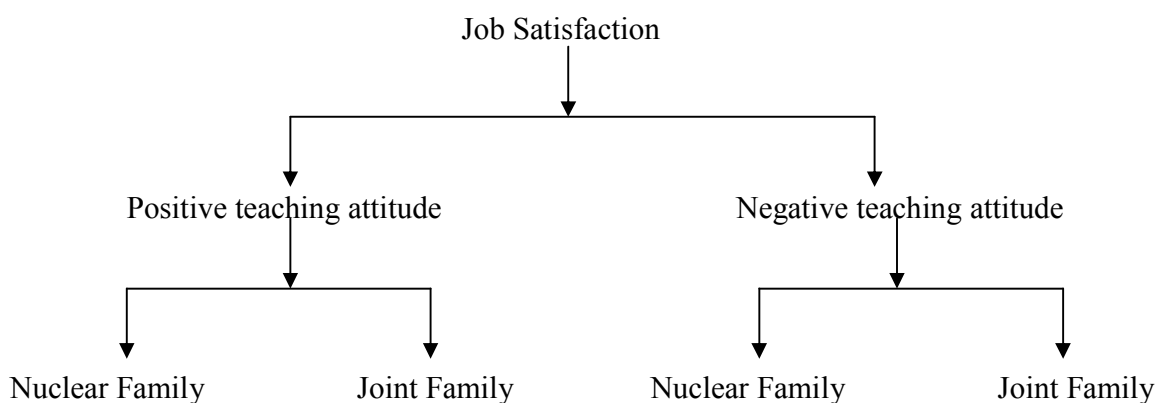 Job Satisfaction
Positive teaching attitude
Negative teaching attitude
Nuclear Family
Joint Family
Nuclear Family
Joint Family